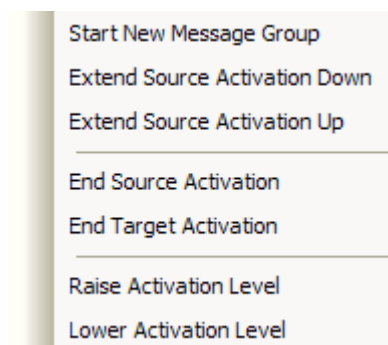 Start New Message Group
Extend Source Activation Down
Extend Source Activation Up
End Source Activation
End Target Activation
Raise Activation Level
Lower Activation Level